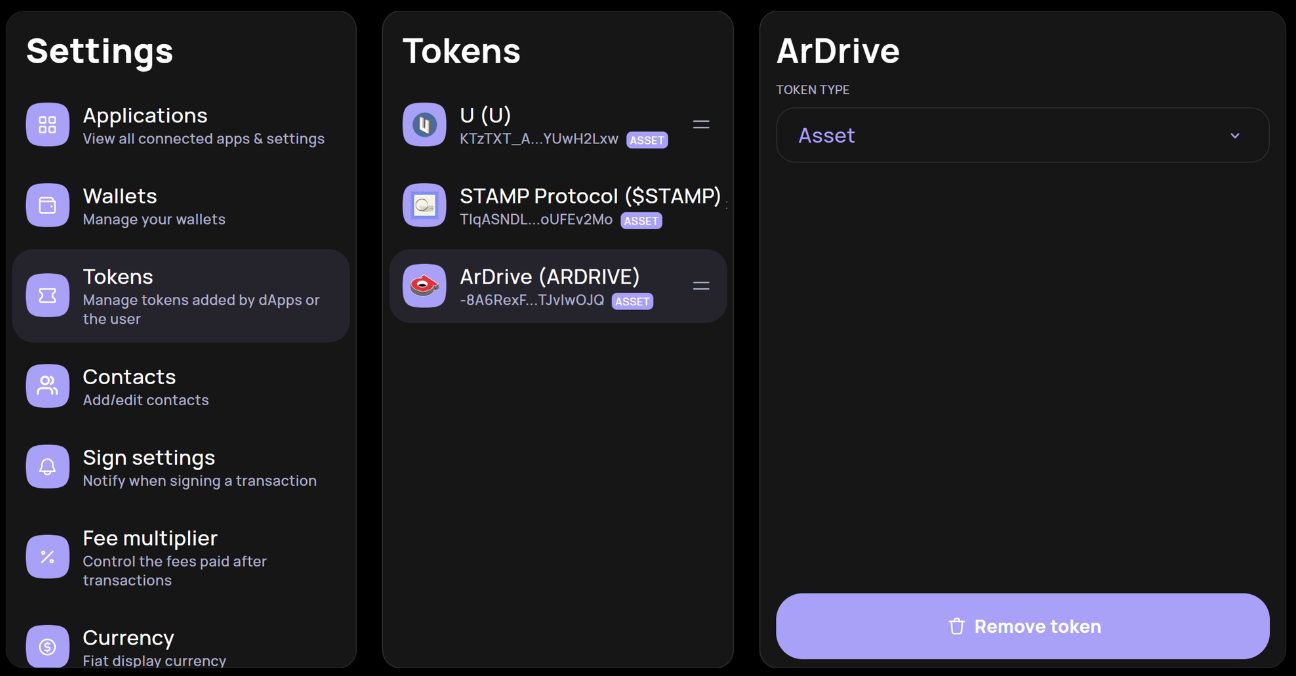 Settings
Applications
View all connected apps & settings
Wallets
Manage your wallets
Tokens
Manage tokens added by dApps or
the user
Contacts
Add/edit contacts
Sign settings
Notify when signing a transaction
Fee multiplier
Control the fees paid after
transactions
Currency
Fiat display currency
Tokens
U (U)
KTzTXT_A...YUwH2Lxw ASSET
STAMP Protocol ($STAMP)
TlqASNDL...oUFEv2Mo ASSET
ArDrive (ARDRIVE)
-8A6RexF...TJvIwOJQ ASSET
ArDrive
TOKEN TYPE
Asset
Remove token